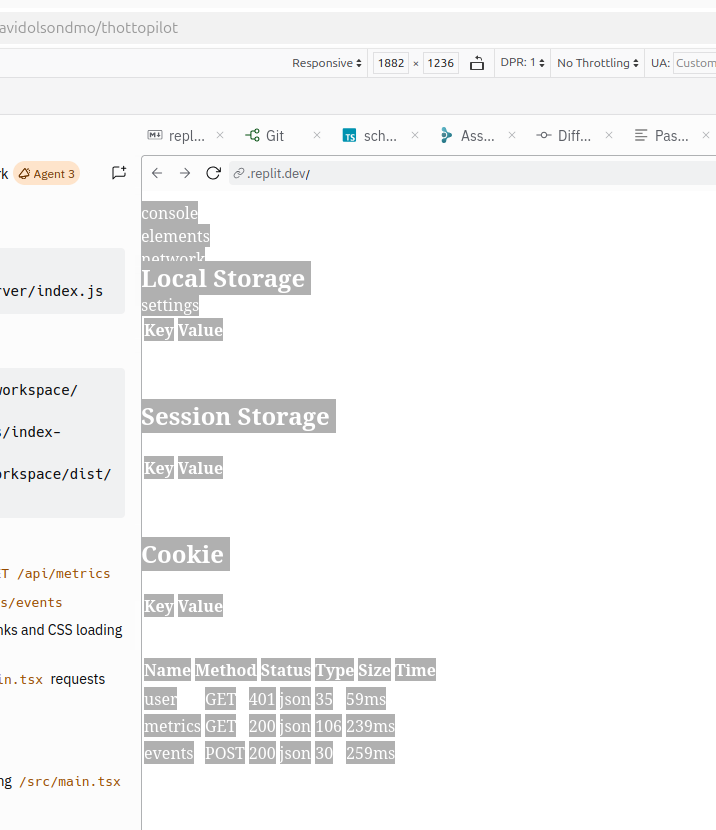 avidolsondmo/thottopilot
Responsive 1882 × 1236 DPR: 1 No Throttling UA: Custom
repl... Git sch... Ass... Diff... Pas...
rk Agent 3
.replit.dev/
console
elements
network
Local Storage
settings
Key Value
Session Storage
Key Value
Cookie
Key Value
Name Method Status Type Size Time
user GET 401 json 35 59ms
metrics GET 200 json 106 239ms
events POST 200 json 30 259ms
rver/index.js
workspace/
s/index-
orkspace/dist/
ET /api/metrics
s/events
nks and CSS loading
in.tsx requests
ng /src/main.tsx